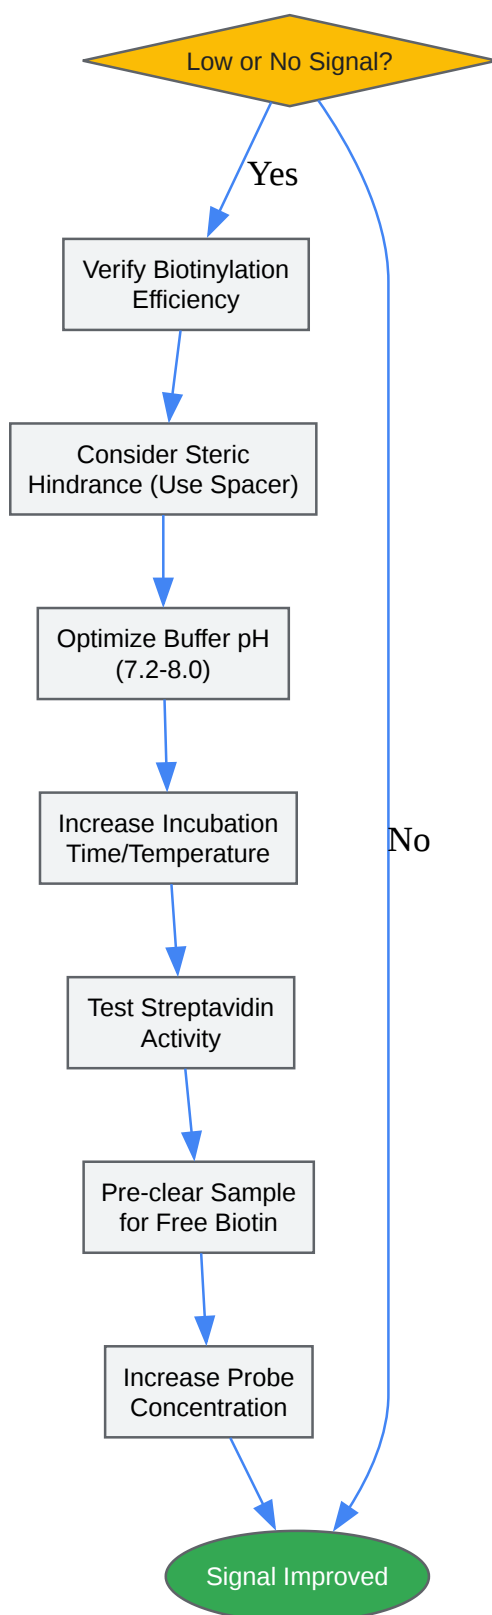 Low or No Signal?
Yes
Verify Biotinylation
Efficiency
Consider Steric
Hindrance (Use Spacer)
Optimize Buffer pH
(7.2-8.0)
Increase Incubation
Time/Temperature
No
Test Streptavidin
Activity
Pre-clear Sample
for Free Biotin
Increase Probe
Concentration
Signal Improved